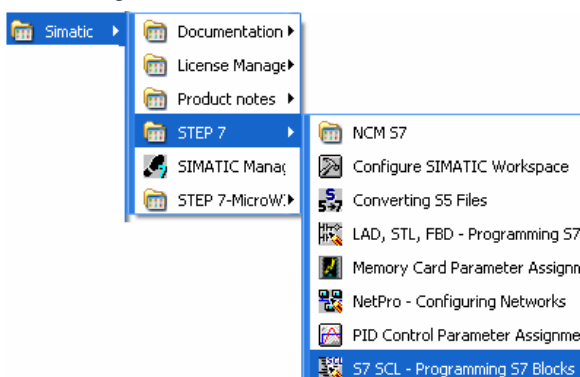 Simatic
Documentation
License Manage
Product notes
STEP 7
SIMATIC Manag
STEP 7-MicroW
NCM S7
Configure SIMATIC Workspace
Converting S5 Files
LAD, STL, FBD - Programming S7
Memory Card Parameter Assignm
NetPro - Configuring Networks
PID Control Parameter Assignme
S7 SCL - Programming S7 Blocks